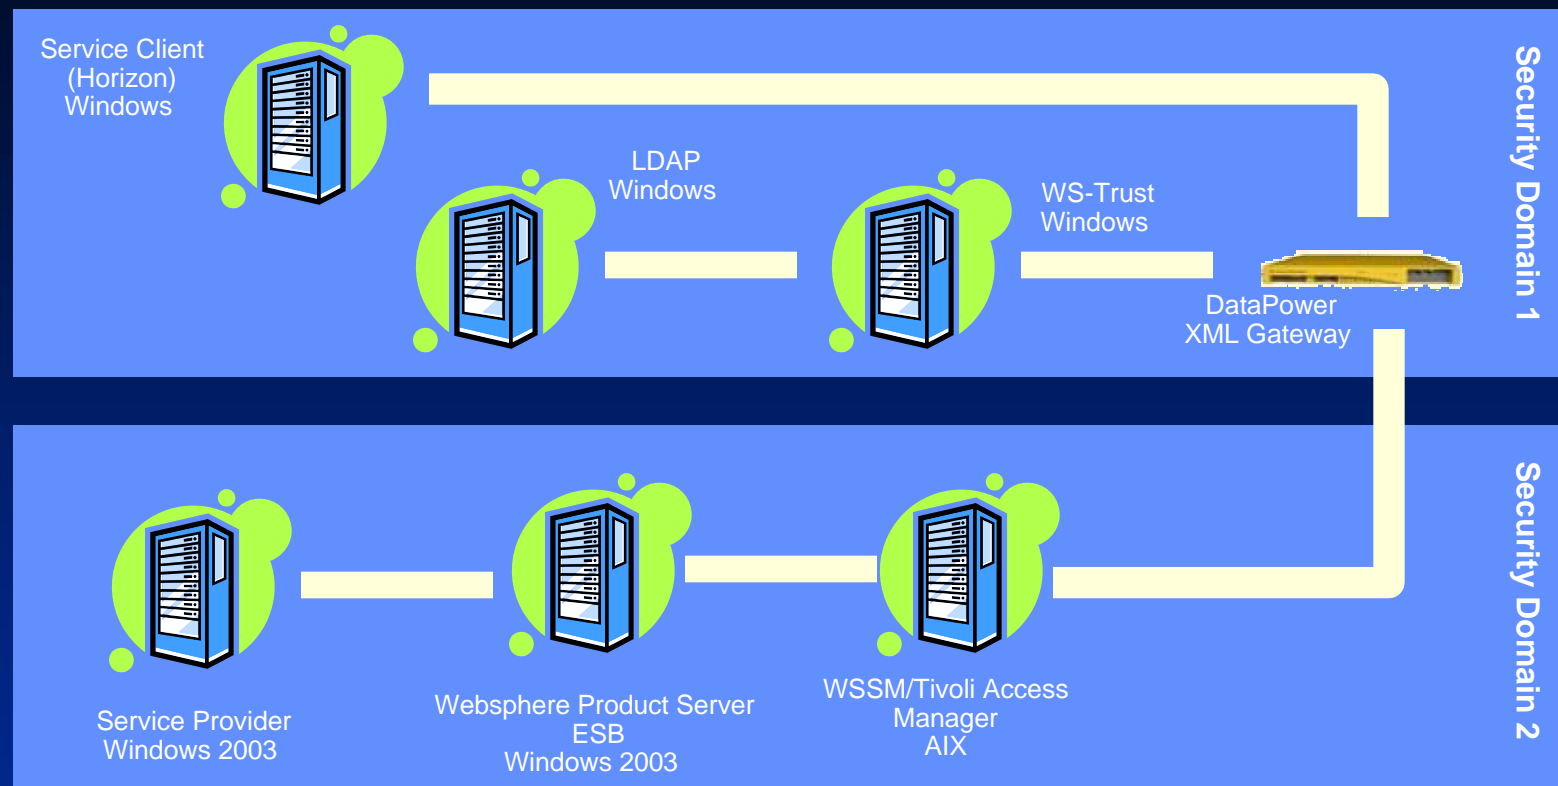 Service Client
(Horizon)
Windows
LDAP
Windows
WS-Trust
Windows
DataPower
XML Gateway
Security Domain 1
Service Provider
Windows 2003
Websphere Product Server
ESB
Windows 2003
WSSM/Tivoli Access
Manager
AIX
Security Domain 2